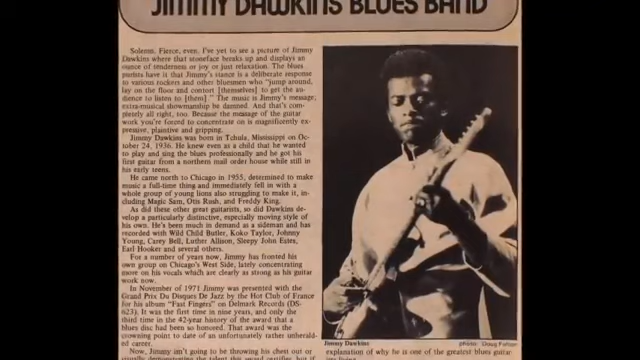 JIMMY DAWKINS BLUES BAND
Solemn. Fierce, even. I've yet to see a picture of Jimmy
Dawkins where that stoneface breaks up and displays an
ounce of tenderness or joy or just relaxation. The blues
purists have it that Jimmy's stance is a deliberate response
to various rockers and other bluesmen who "jump around,
lay on the floor and contort [themselves] to get the
audience to listen to [them]." The music is Jimmy's message;
extra-musical showmanship be damned. And that's com-
pletely all right, too. Because the message of the guitar
work you're forced to concentrate on is magnificently ex-
pressive, plaintive and gripping.
Jimmy Dawkins was born in Tchula, Mississippi on Oc-
tober 24, 1936. He knew even as a child that he wanted
to play and sing the blues professionally and he got his
first guitar from a northern mail order house while still in
his early teens.
He came north to Chicago in 1955, determined to make
music a full-time thing and immediately fell in with a
whole group of young lions also struggling to make it, in-
cluding Magic Sam, Otis Rush, and Freddy King.
As did these other great guitarists, so did Dawkins de-
velop a particularly distinctive, especially moving style of
his own. He's been much in demand as a sideman and has
recorded with Wild Child Butler, Koko Taylor, Johnny
Young, Carey Bell, Luther Allison, Sleepy John Estes,
Earl Hooker and several others.
For a number of years now, Jimmy has fronted his
own group on Chicago's West Side, lately concentrating
more on his vocals which are clearly as strong as his guitar
work now.
In November of 1971 Jimmy was presented with the
Grand Prix Du Disques De Jazz by the Hot Club of France
for his album "Fast Fingers" on Delmark Records (DS-
623). It was the first time in nine years, and only the
third time in the 42-year history of the award that a
blues disc had been so honored. That award was the
crowning point to date of an unfortunately rather unherald-
ed career.
Now, Jimmy isn't going to be throwing his chest out or
Jimmy Dawkins
photo: Doug Fulton
explanation of why he is one of the greatest blues guitar-